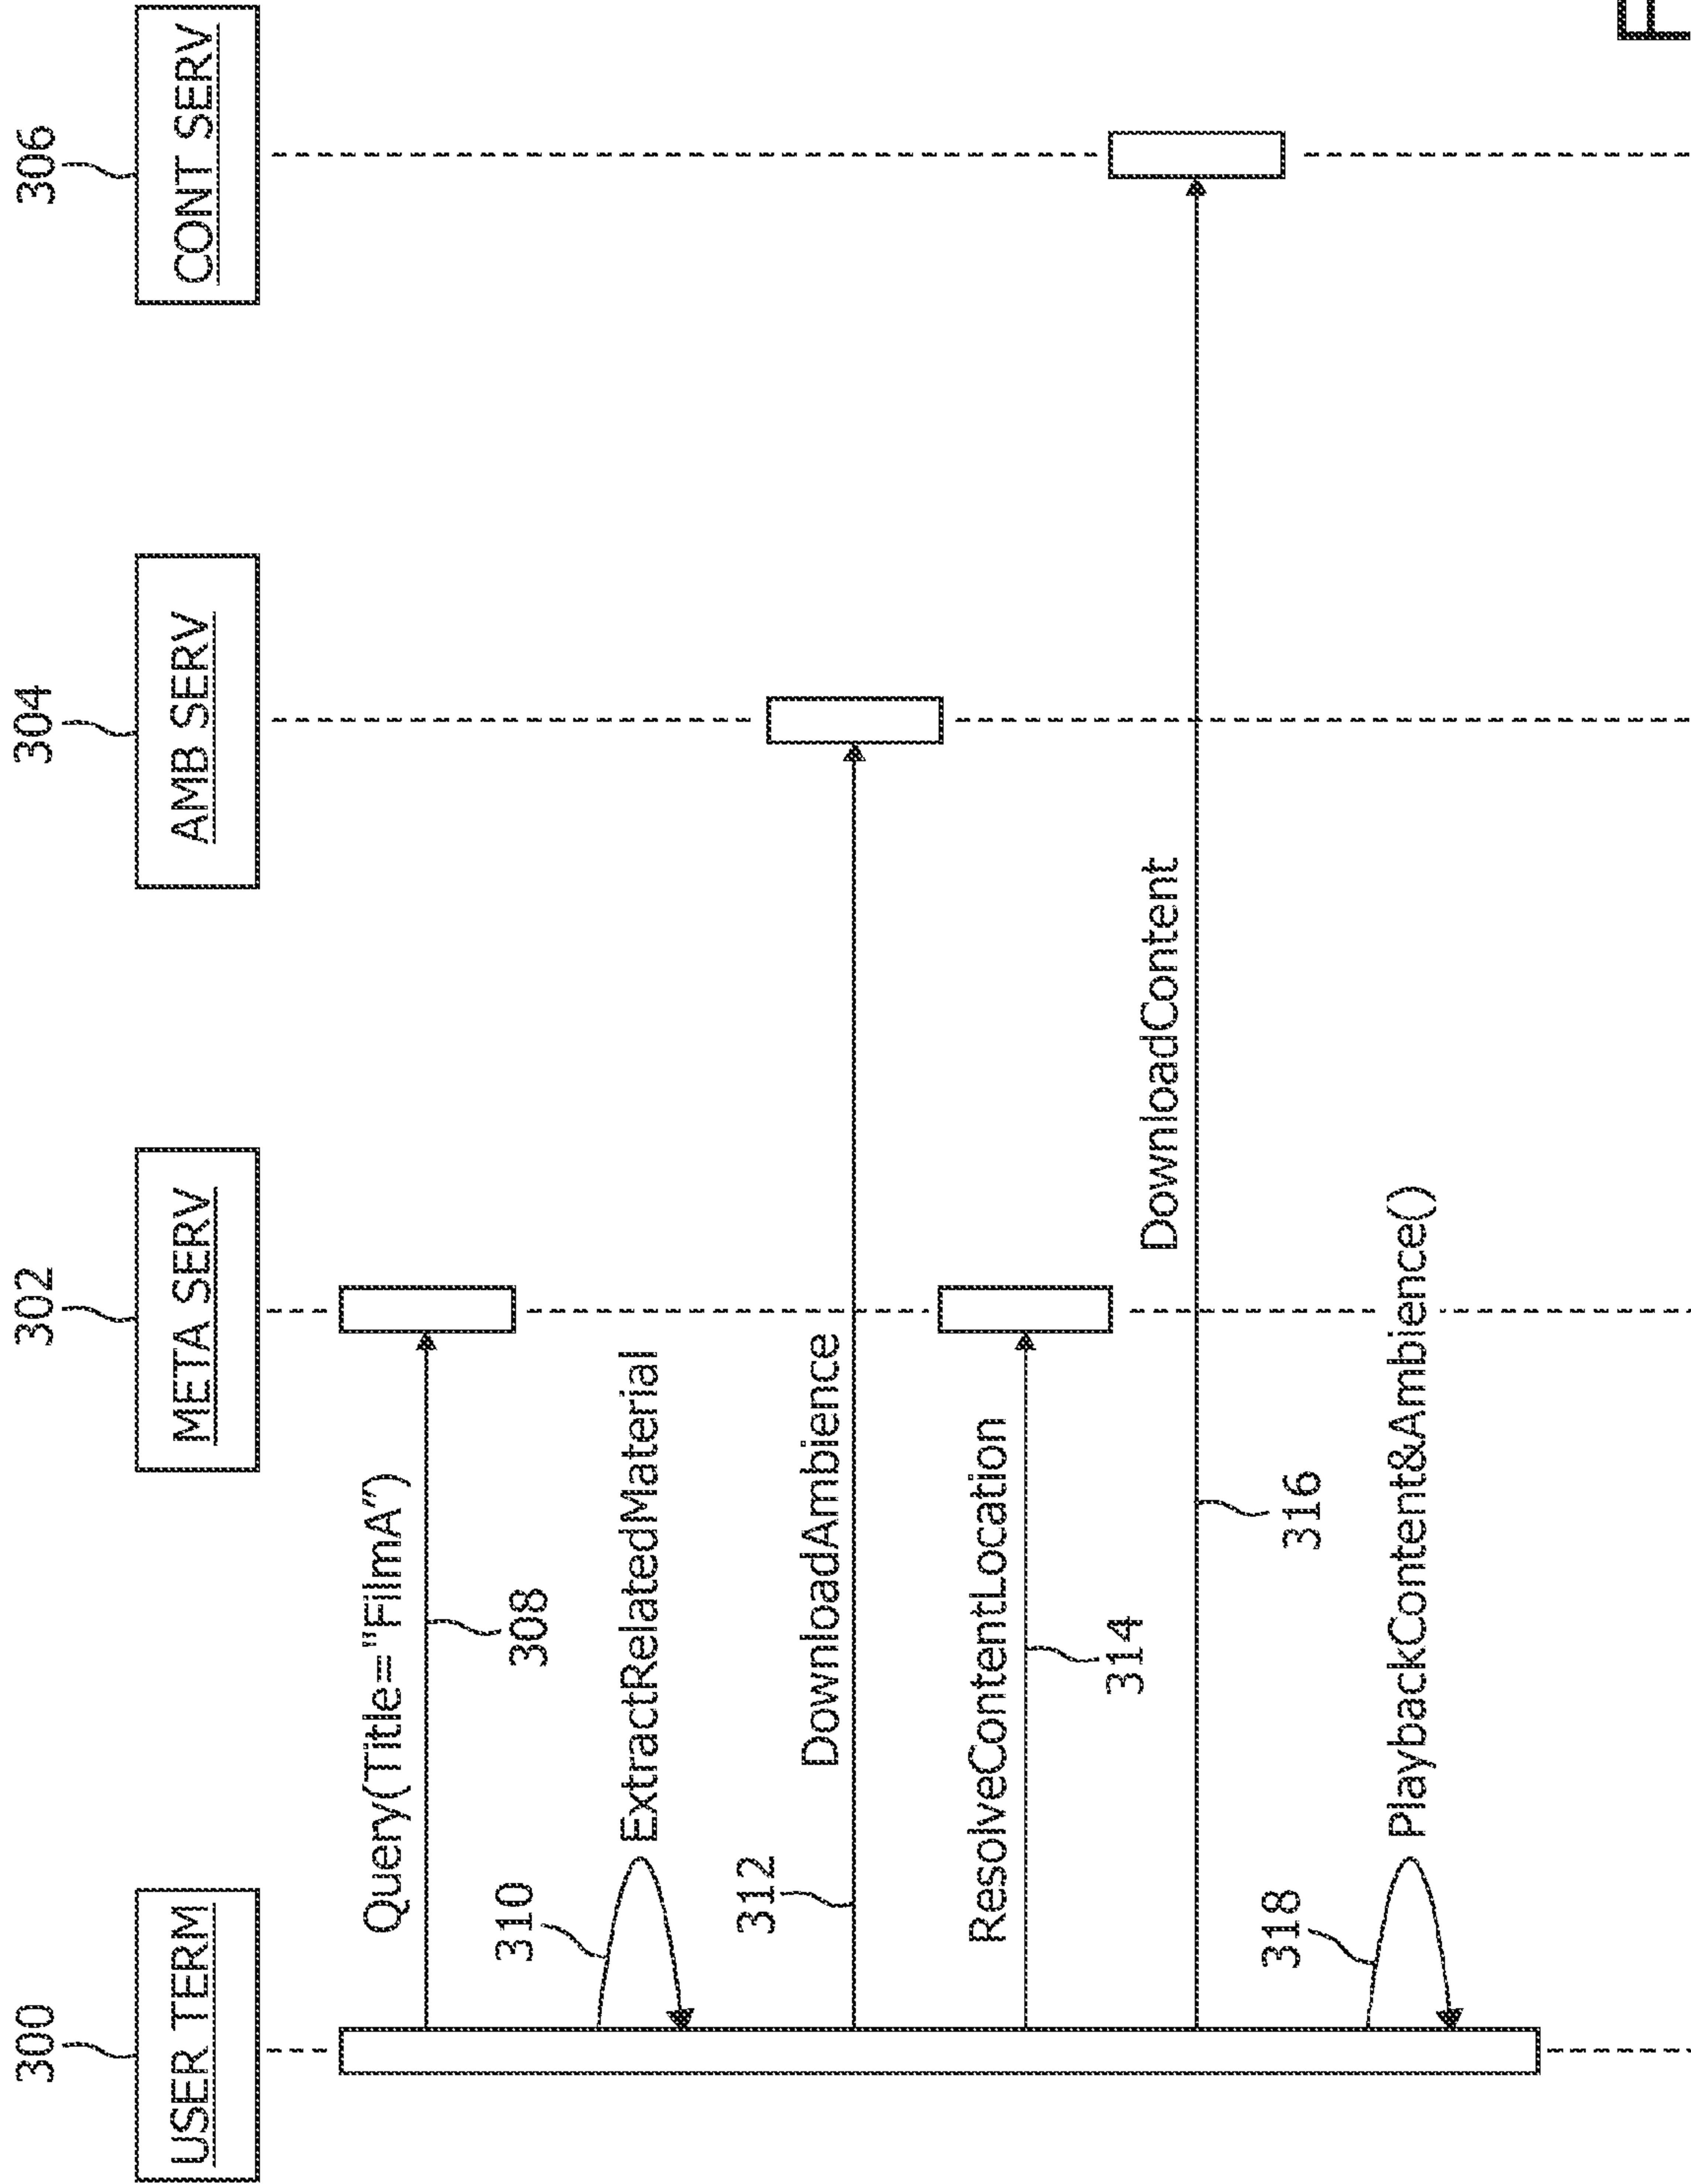 300
302
304
306
USER TERM
META SERV
AMB SERV
CONT SERV
Query(Title="FilmA")
308
310
ExtractRelatedMaterial
312
DownloadAmbience
ResolveContentLocation
314
DownloadContent
316
318
PlaybackContent&Ambience()